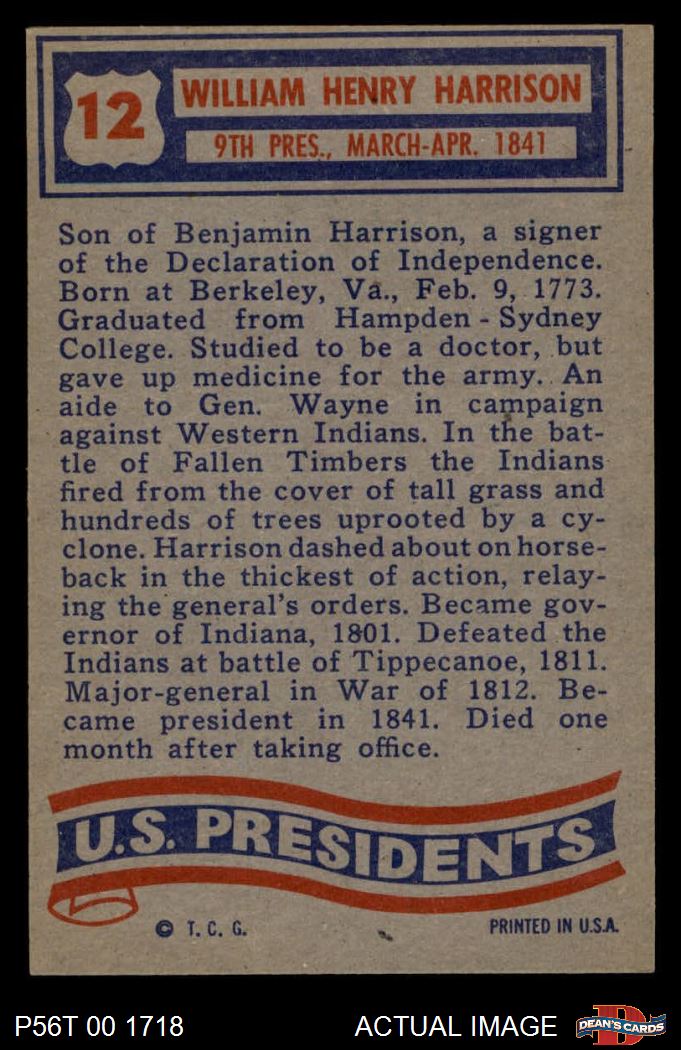 12
WILLIAM HENRY HARRISON
9TH PRES., MARCH-APR. 1841
Son of Benjamin Harrison, a signer
of the Declaration of Independence.
Born at Berkeley, Va., Feb. 9, 1773.
Graduated from Hampden - Sydney
College. Studied to be a doctor, but
gave up medicine for the army. An
aide to Gen. Wayne in campaign
against Western Indians. In the bat-
tle of Fallen Timbers the Indians
fired from the cover of tall grass and
hundreds of trees uprooted by a cy-
clone. Harrison dashed about on horse-
back in the thickest of action, relay-
ing the general's orders. Became gov-
ernor of Indiana, 1801. Defeated the
Indians at battle of Tippecanoe, 1811.
Major-general in War of 1812. Be-
came president in 1841. Died one
month after taking office.
U.S. PRESIDENTS
© T. C. G.
PRINTED IN U.S.A.
P56T 00 1718
ACTUAL IMAGE
D
DEAN'S CARDS